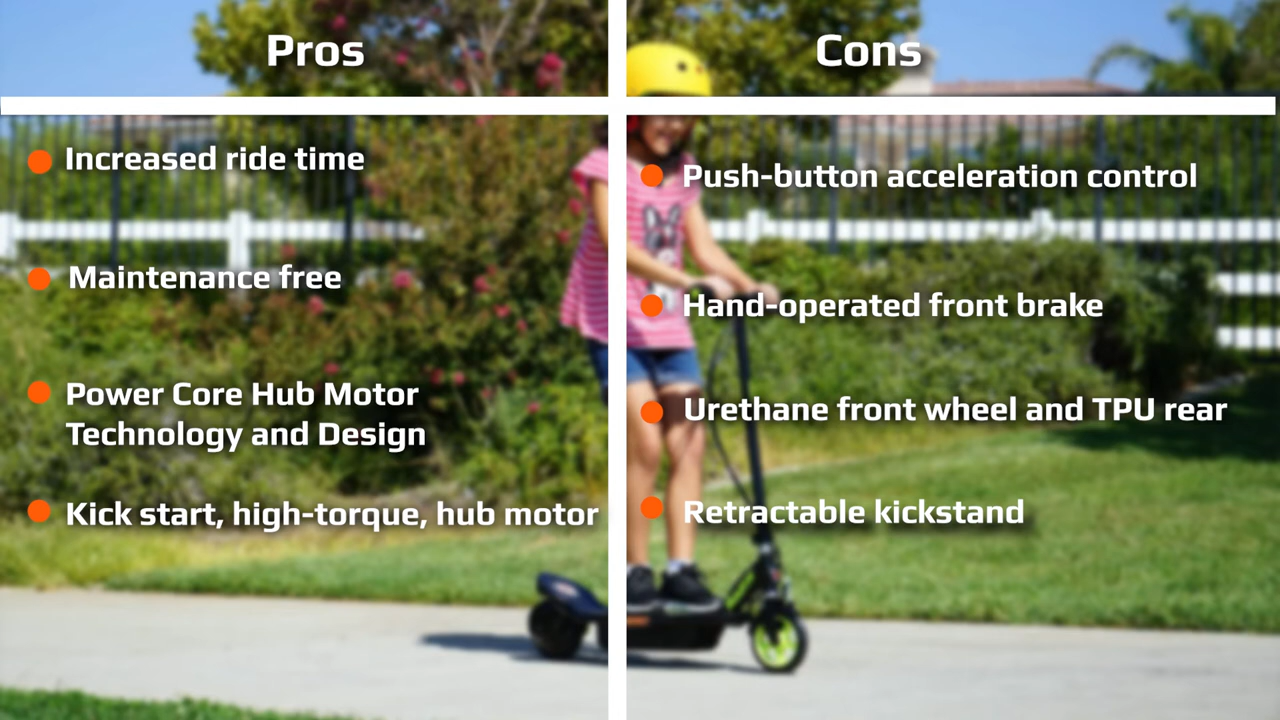 Pros
Increased ride time
Maintenance free
Power Core Hub Motor
Technology and Design
Kick start, high-torque, hub motor
Cons
Push-button acceleration control
Hand-operated front brake
Urethane front wheel and TPU rear
Retractable kickstand